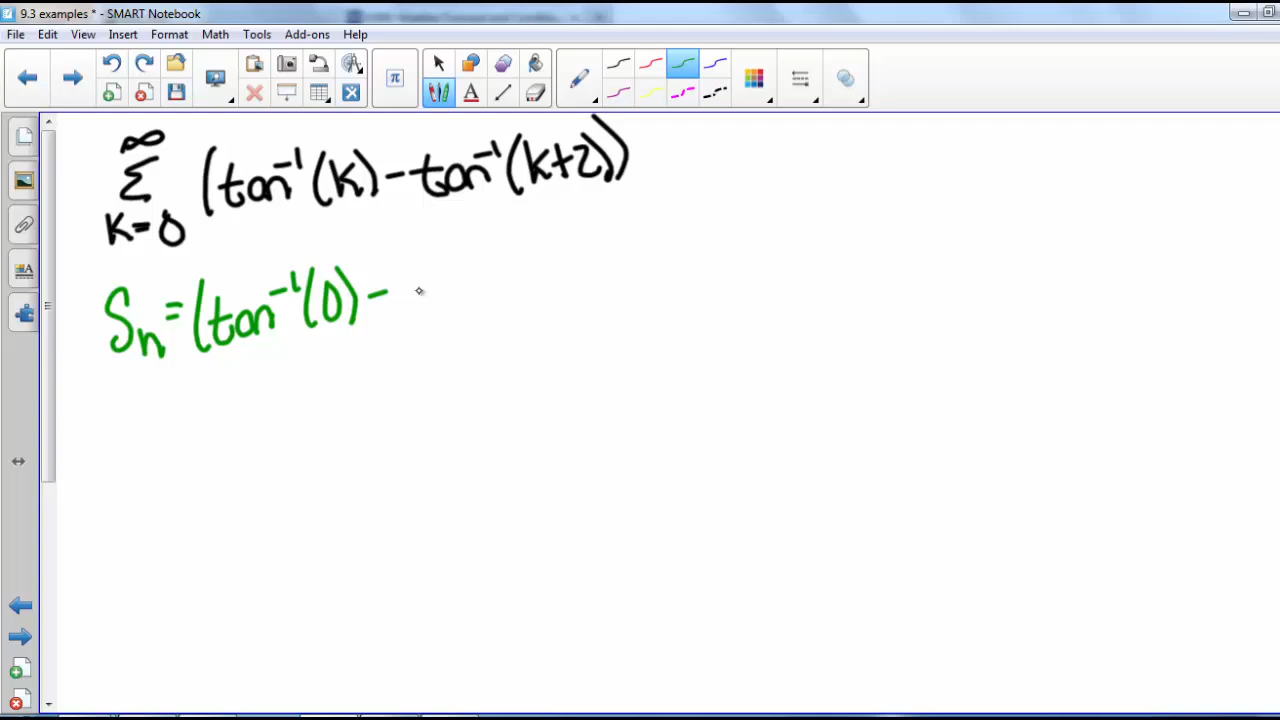 9.3 examples * - SMART Notebook
File Edit View Insert Format Math Tools Add-ons Help
∞
Σ (tan⁻¹(k) - tan⁻¹(k+2))
K=0
Sₙ = (tan⁻¹(0) -